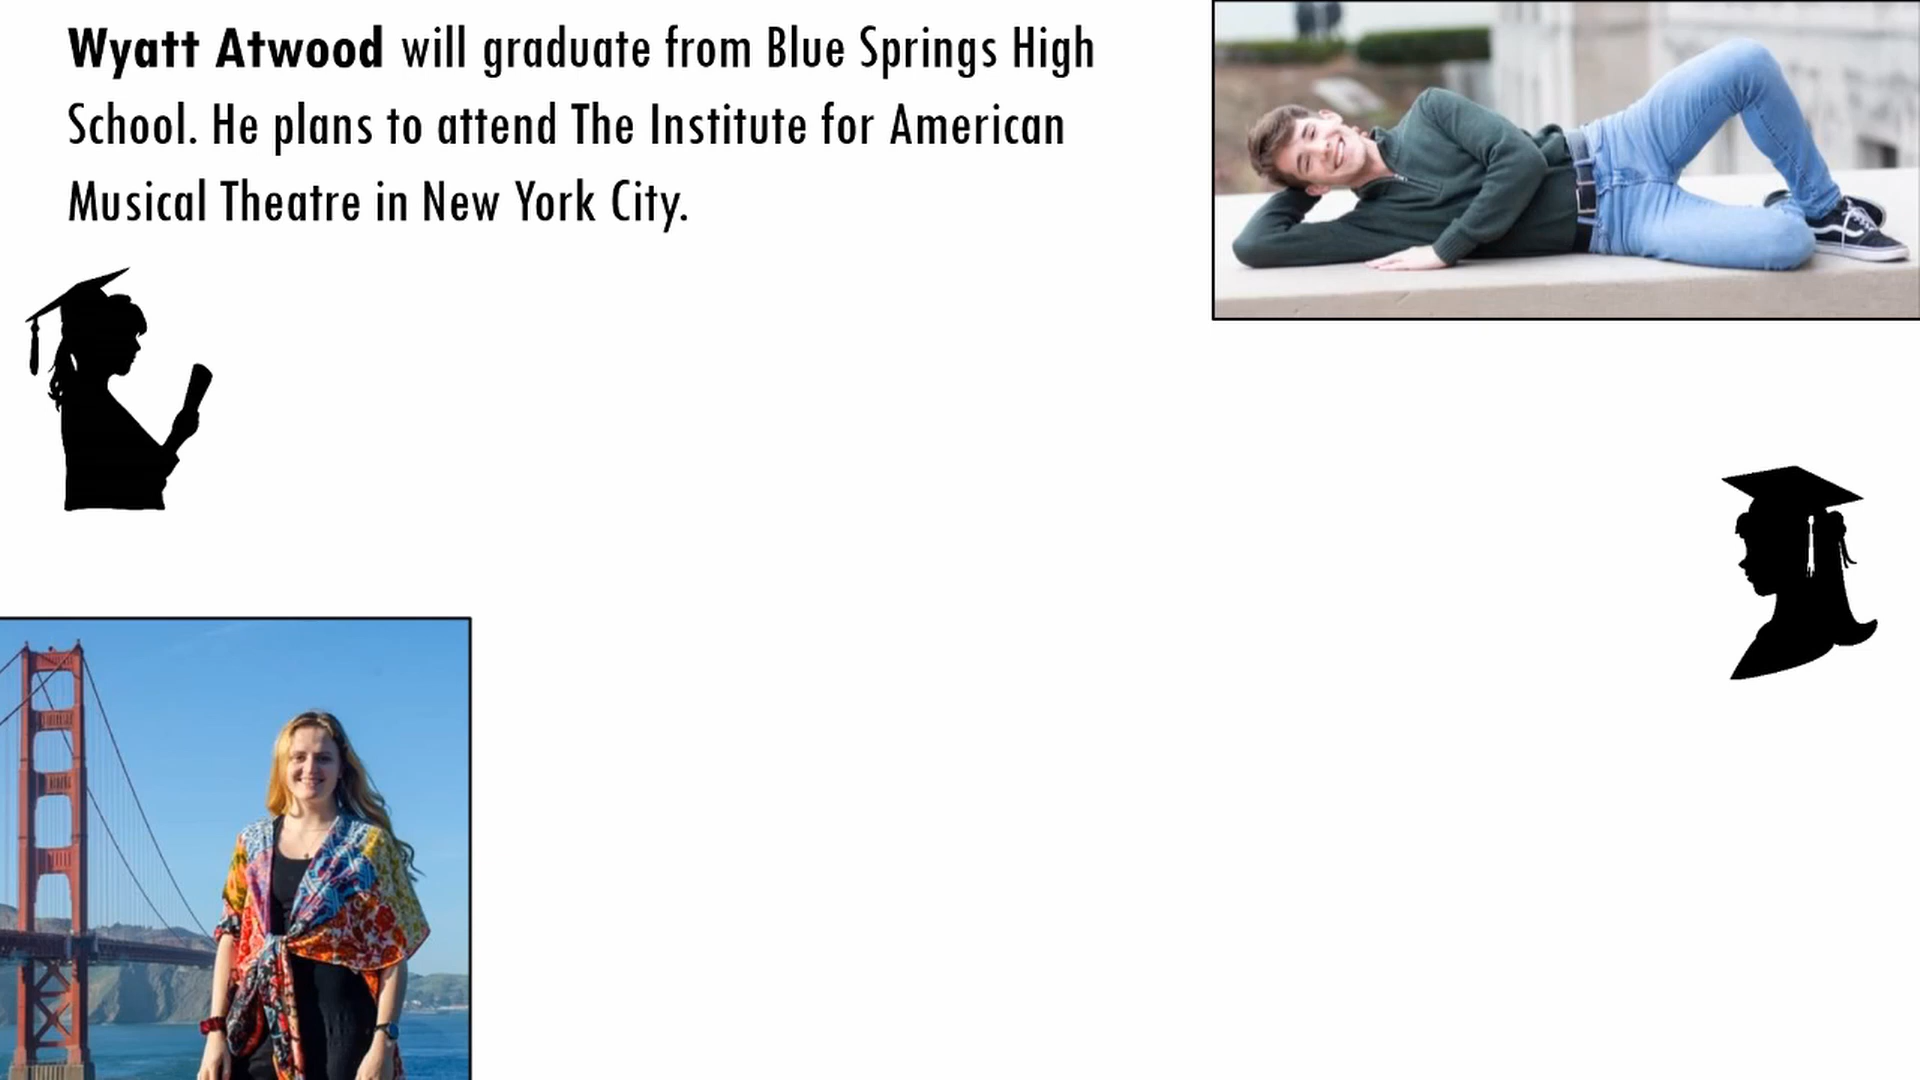 Wyatt Atwood will graduate from Blue Springs High
School. He plans to attend The Institute for American
Musical Theatre in New York City.